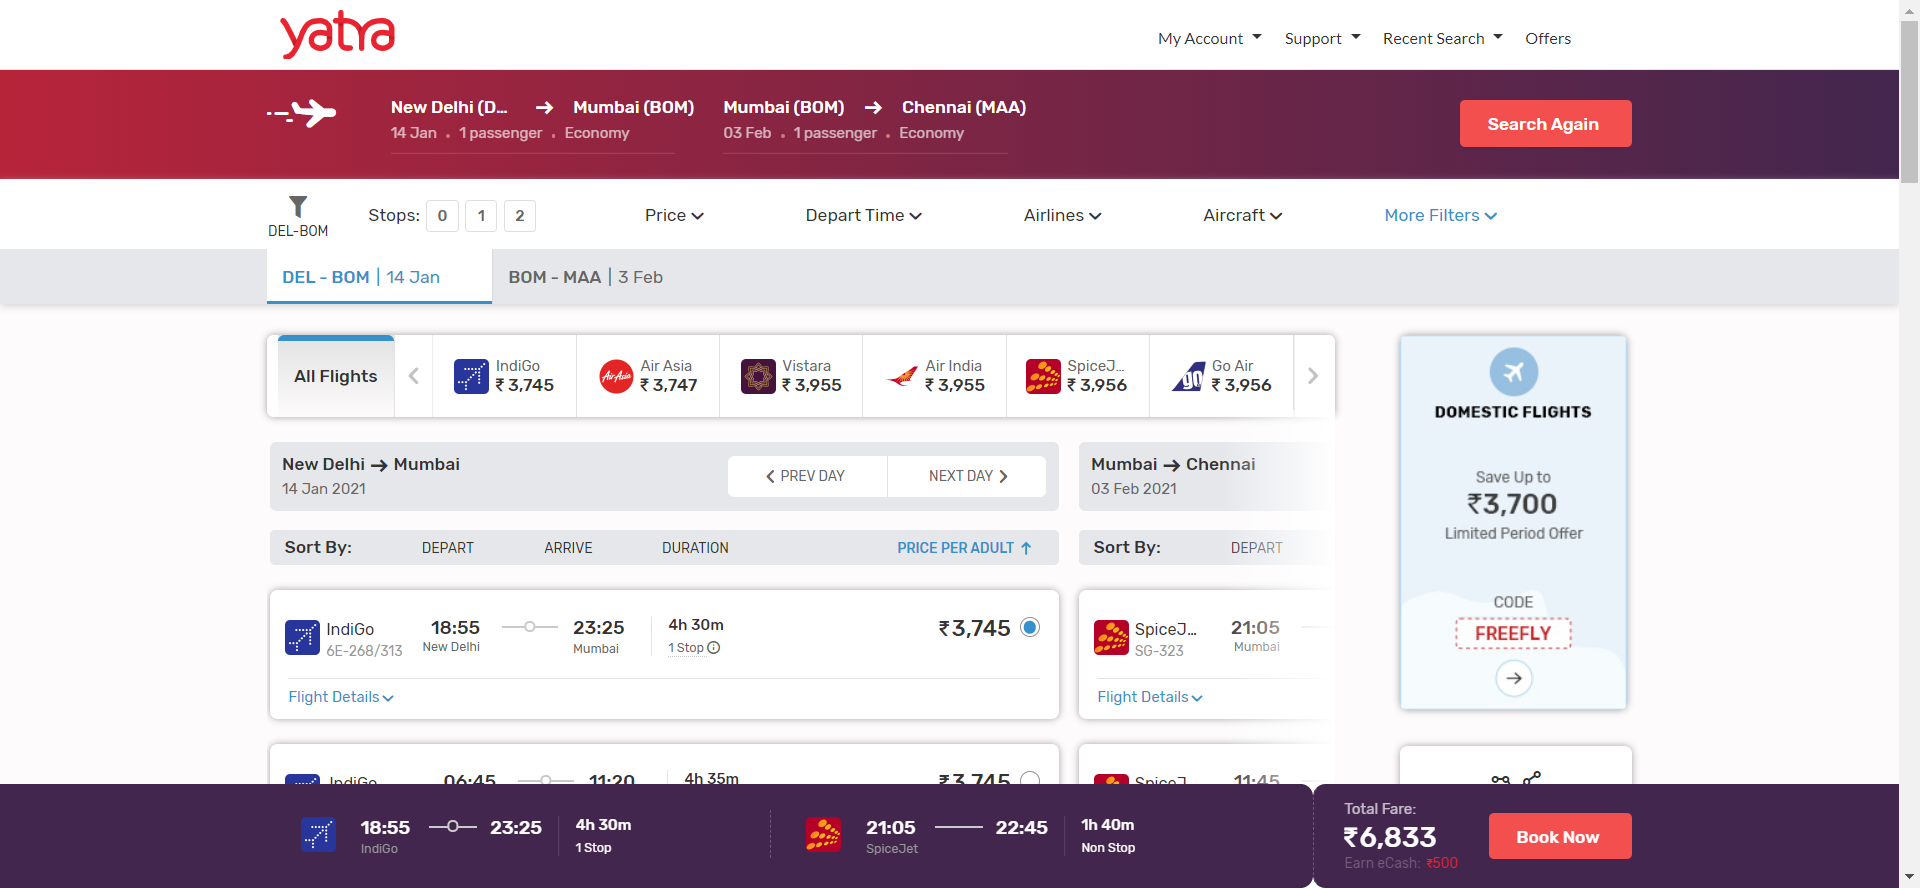 yatra
My Account Support Recent Search Offers
New Delhi (D... Mumbai (BOM) Mumbai (BOM) Chennai (MAA)
14 Jan . 1 passenger . Economy 03 Feb . 1 passenger . Economy
Search Again
DEL-BOM
Stops: 0 1 2 Price Depart Time Airlines Aircraft More Filters
DEL - BOM | 14 Jan BOM - MAA | 3 Feb
All Flights
IndiGo
₹ 3,745
Air Asia
₹ 3,747
Vistara
₹ 3,955
Air India
₹ 3,955
SpiceJ...
₹ 3,956
Go Air
₹ 3,956
New Delhi → Mumbai
14 Jan 2021
PREV DAY NEXT DAY
Mumbai → Chennai
03 Feb 2021
Sort By: DEPART ARRIVE DURATION PRICE PER ADULT
Sort By: DEPART
IndiGo 18:55 23:25 4h 30m ₹3,745
6E-268/313 New Delhi Mumbai 1 Stop
Flight Details
SpiceJ... 21:05
SG-323 Mumbai
Flight Details
IndiGo 06:45 11:20 4h 35m ₹3,745
SpiceJ... 11:45
DOMESTIC FLIGHTS
Save Up to
₹3,700
Limited Period Offer
CODE
FREEFLY
18:55 23:25 4h 30m
IndiGo 1 Stop
21:05 22:45 1h 40m
SpiceJet Non Stop
Total Fare:
₹6,833
Earn eCash: ₹500
Book Now